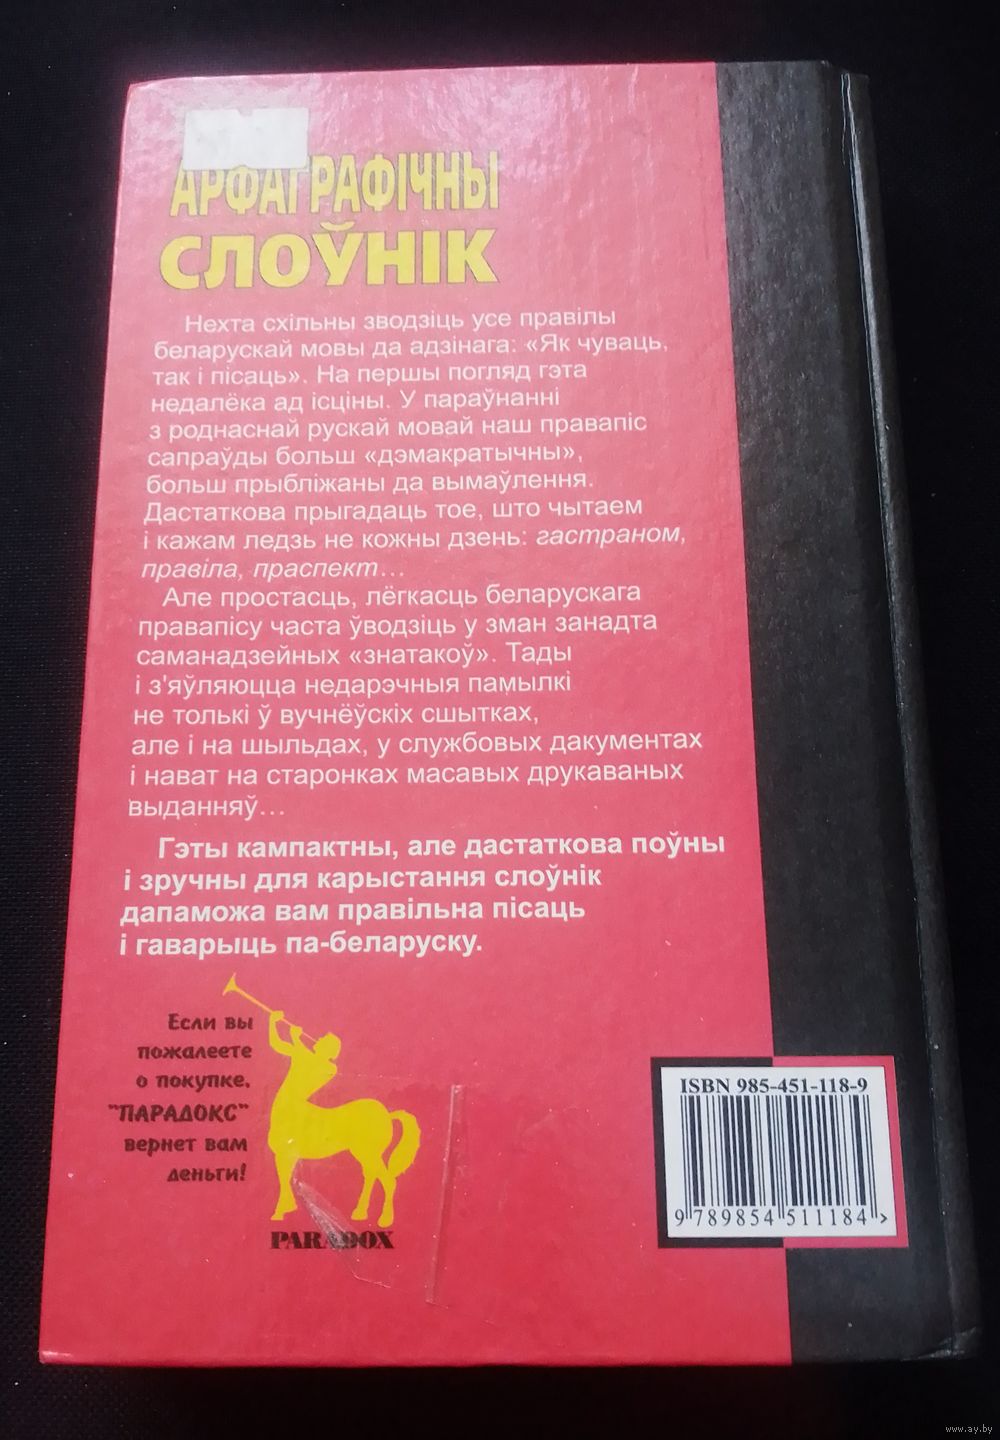 АРФАГРАФІЧНЫ
СЛОЎНІК
Нехта схільны зводзіць усе правілы
беларускай мовы да адзінага: «Як чуваць,
так і пісаць». На першы погляд гэта
недалёка ад ісціны. У параўнанні
з роднаснай рускай мовай наш правапіс
сапраўды больш «дэмакратычны»,
больш прыбліжаны да вымаўлення.
Дастаткова прыгадаць тое, што чытаем
і кажам ледзь не кожны дзень: гастраном,
правіла, праспект...
Але простасць, лёгкасць беларускага
правапісу часта ўводзіць у зман занадта
саманадзейных «знатакоў». Тады
і з'яўляюцца недарэчныя памылкі
не толькі ў вучнёўскіх сшытках,
але і на шыльдах, у службовых дакументах
і нават на старонках масавых друкаваных
выданняў...
Гэты кампактны, але дастаткова поўны
і зручны для карыстання слоўнік
дапаможа вам правільна пісаць
і гаварыць па-беларуску.
Если вы
пожалеете
о покупке,
"ПАРАДОКС"
вернет вам
деньги!
PARADOX
ISBN 985-451-118-9
9 789854 511184 >
www.ay.by